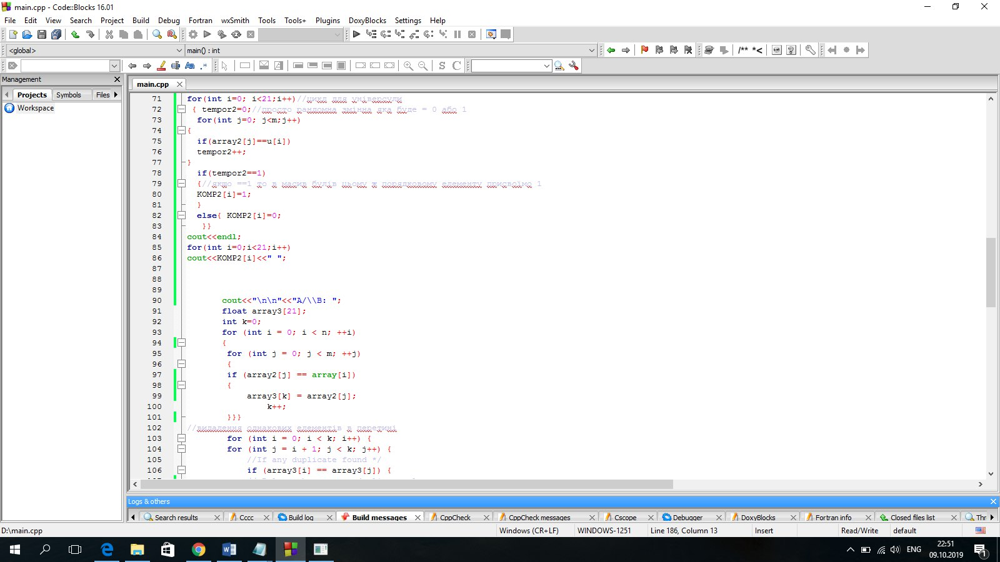 main.cpp - Code::Blocks 16.01
File Edit View Search Project Build Debug Fortran wxSmith Tools Tools+ Plugins DoxyBlocks Settings Help
<global> main() : int
/** *<
Management
main.cpp
Projects Symbols Files
Workspace
71 for(int i=0; i<21;i++)//цикл для універсули
72 { tempor2=0;//просто рандомна змінна яка буде = 0 або 1
73 for(int j=0; j<m;j++)
74 {
75 if(array2[j]==u[i])
76 tempor2++;
77 }
78 if(tempor2==1)
79 {//якщо ==1 то в масив булів цьому ж порядковому елементу присвоїмо 1
80 KOMP2[i]=1;
81 }
82 else{ KOMP2[i]=0;
83 }}
84 cout<<endl;
85 for(int i=0;i<21;i++)
86 cout<<KOMP2[i]<<" ";
87
88
89
90 cout<<"\n\n"<<"A/\\B: ";
91 float array3[21];
92 int k=0;
93 for (int i = 0; i < n; ++i)
94 {
95 for (int j = 0; j < m; ++j)
96 {
97 if (array2[j] == array[i])
98 {
99 array3[k] = array2[j];
100 k++;
101 }}}
102 //видалення однакових елементів в перетині
103 for (int i = 0; i < k; i++) {
104 for (int j = i + 1; j < k; j++) {
105 //If any duplicate found */
106 if (array3[i] == array3[j]) {
Logs & others
Search results Cccc Build log Build messages CppCheck CppCheck messages Cscope Debugger DoxyBlocks Fortran info Closed files list Thr
D:\main.cpp Windows (CR+LF) WINDOWS-1251 Line 186, Column 13 Insert Read/Write default
ENG 22:51
09.10.2019 1